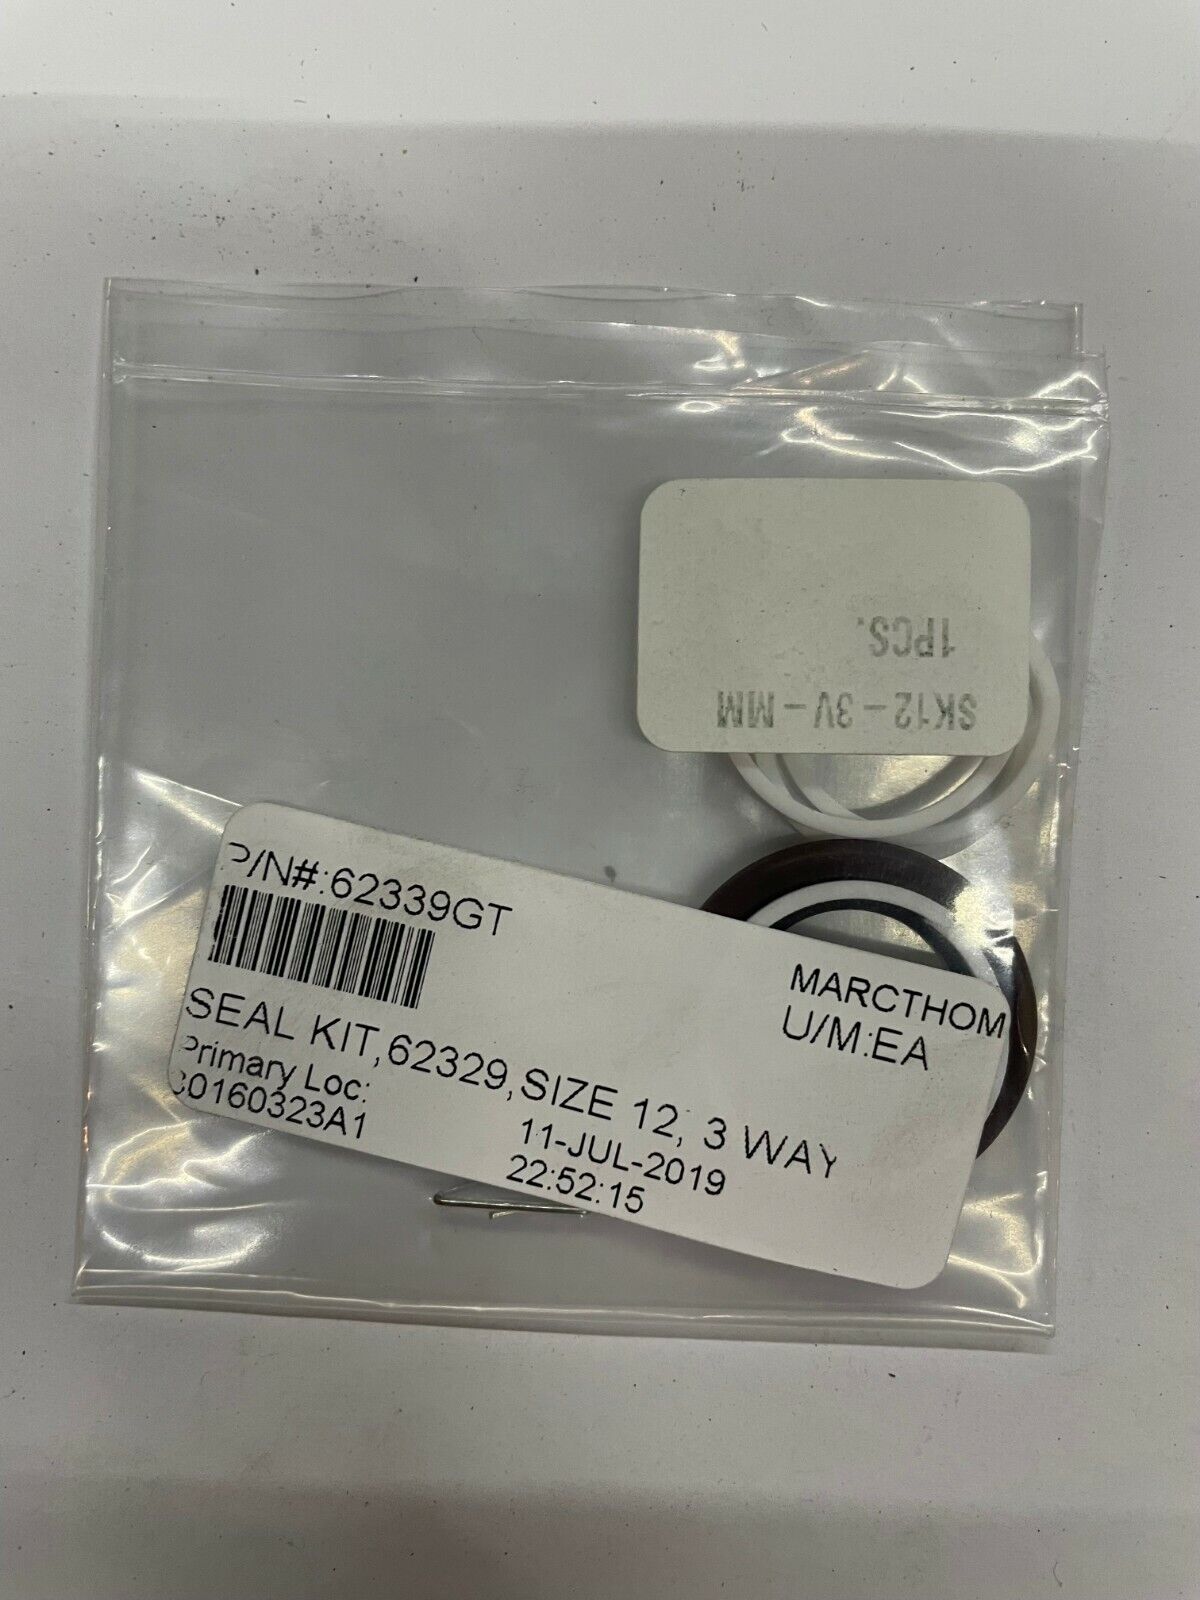 SK12-3V-MM
1PCS.
P/N#:62339GT
MARCTHOM
U/M:EA
SEAL KIT,62329,SIZE 12, 3 WAY
Primary Loc:
C0160323A1
11-JUL-2019
22:52:15